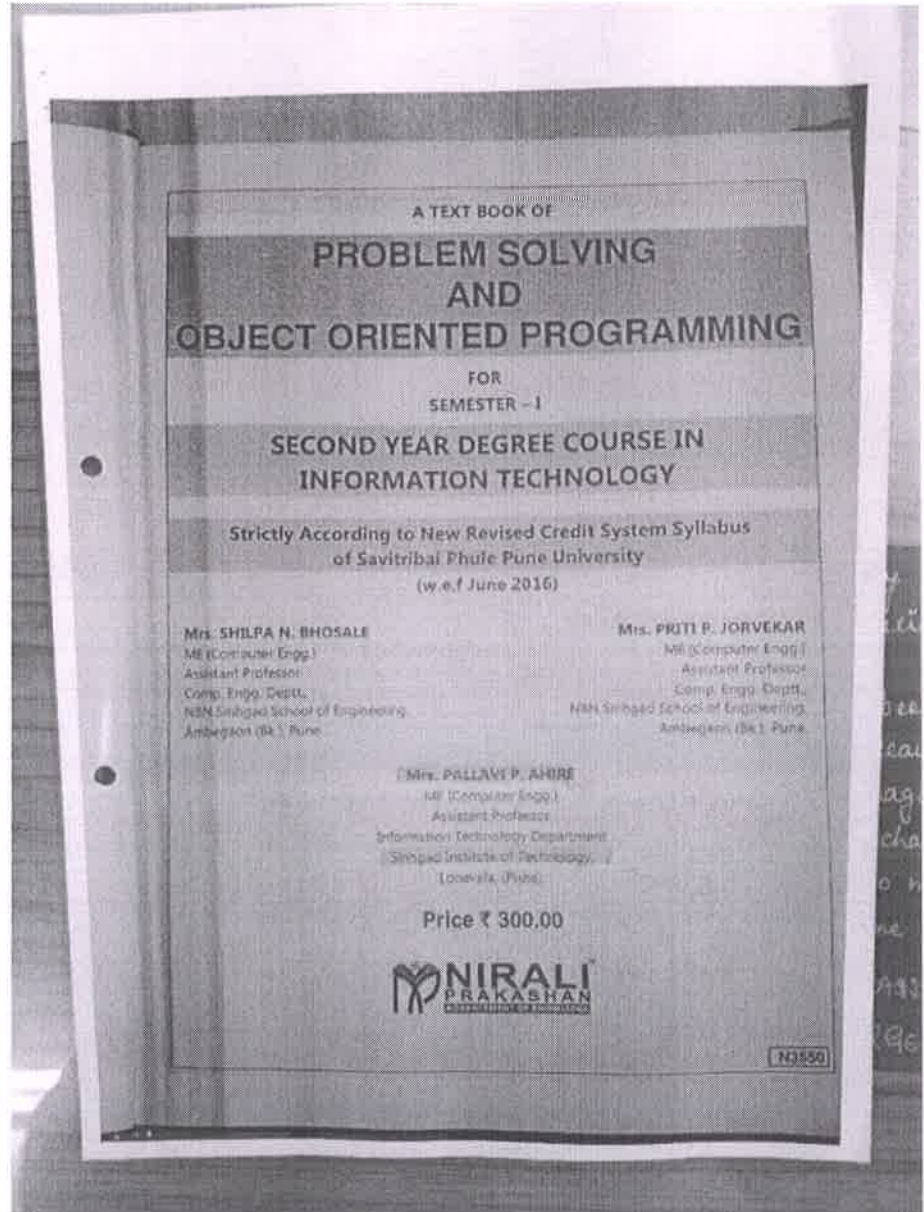 A TEXT BOOK OF
PROBLEM SOLVING
AND
OBJECT ORIENTED PROGRAMMING
FOR
SEMESTER – I
SECOND YEAR DEGREE COURSE IN
INFORMATION TECHNOLOGY
Strictly According to New Revised Credit System Syllabus
of Savitribai Phule Pune University
(w.e.f June 2016)
Mrs. SHILPA N. BHOSALE
ME (Computer Engg.)
Assistant Professor
Comp. Engg. Deptt.,
NBN Sinhgad School of Engineering,
Ambegaon (Bk.), Pune
Mrs. PRITI P. JORVEKAR
ME (Computer Engg.)
Assistant Professor
Comp. Engg. Deptt.,
NBN Sinhgad School of Engineering,
Ambegaon (Bk.), Pune
Mrs. PALLAVI P. AHIRE
ME (Computer Engg.)
Assistant Professor
Information Technology Department
Sinhgad Institute of Technology,
Lonavala, (Pune)
Price ₹ 300.00
NIRALI
PRAKASHAN
ADVANCEMENT OF KNOWLEDGE
N3550